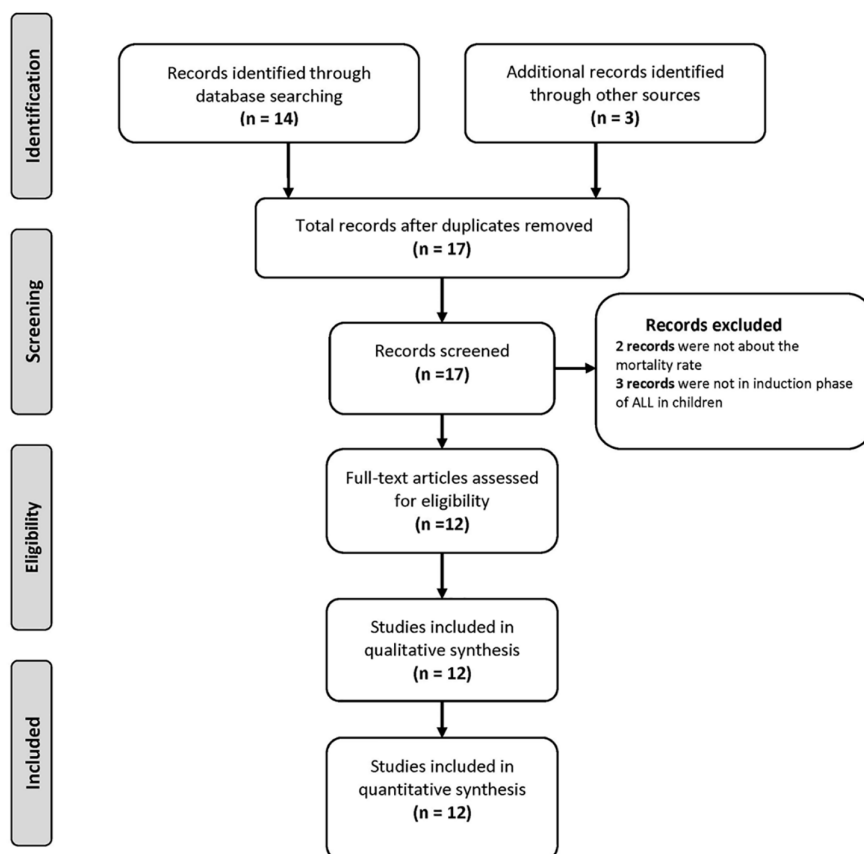 Identification
Records identified through
database searching
(n = 14)
Additional records identified
through other sources
(n = 3)
Total records after duplicates removed
(n = 17)
Screening
Records screened
(n =17)
Records excluded
2 records were not about the
mortality rate
3 records were not in induction phase
of ALL in children
Eligibility
Full-text articles assessed
for eligibility
(n =12)
Studies included in
qualitative synthesis
(n = 12)
Included
Studies included in
quantitative synthesis
(n = 12)